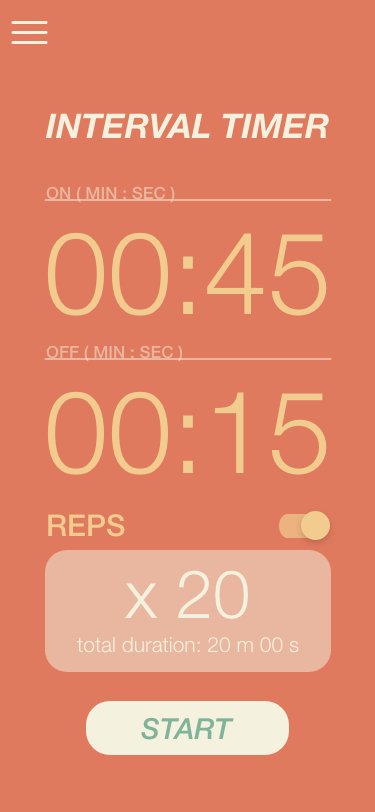 INTERVAL TIMER
ON ( MIN : SEC )
00:45
OFF ( MIN : SEC )
00:15
REPS
x 20
total duration: 20 m 00 s
START